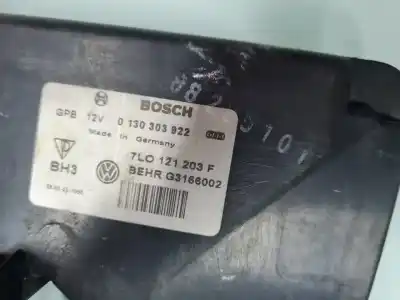 BOSCH
GPB 12V 0 130 303 922
Made in Germany
7L0 121 203 F
BH3 BEHR G3166002